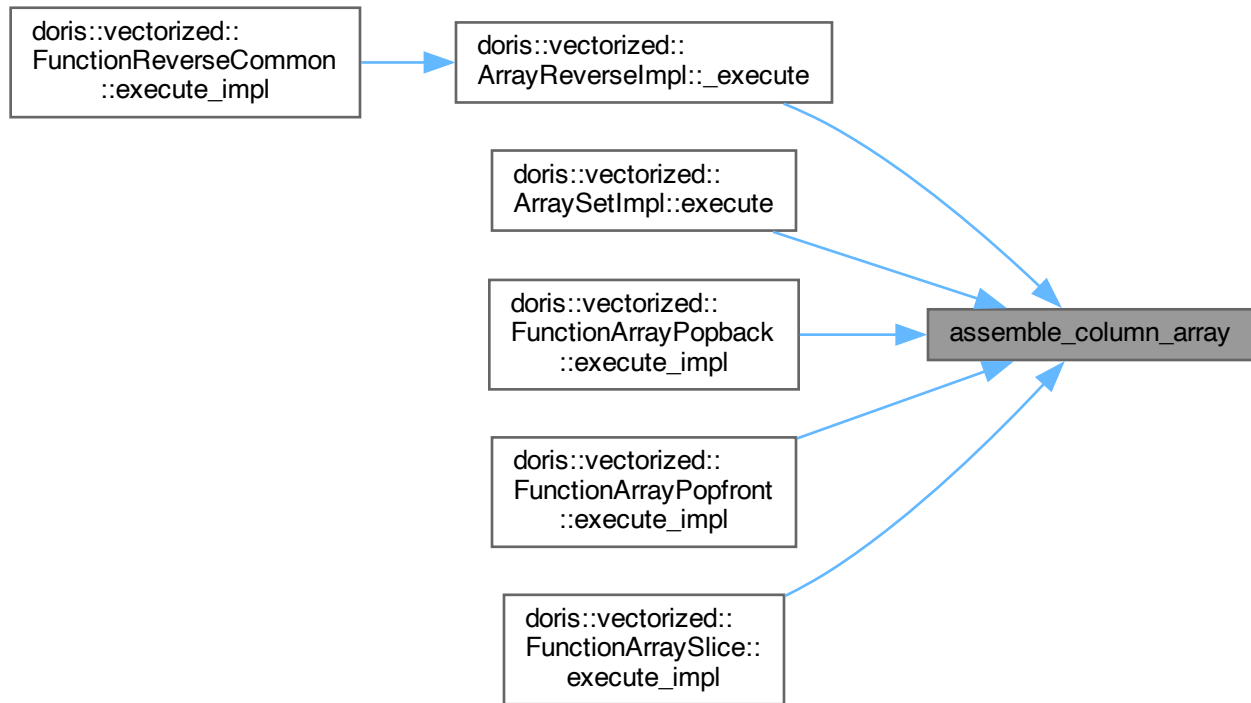 doris::vectorized::
FunctionReverseCommon
::execute_impl
doris::vectorized::
ArrayReverseImpl::_execute
doris::vectorized::
ArraySetImpl::execute
doris::vectorized::
FunctionArrayPopback
::execute_impl
assemble_column_array
doris::vectorized::
FunctionArrayPopfront
::execute_impl
doris::vectorized::
FunctionArraySlice::
execute_impl